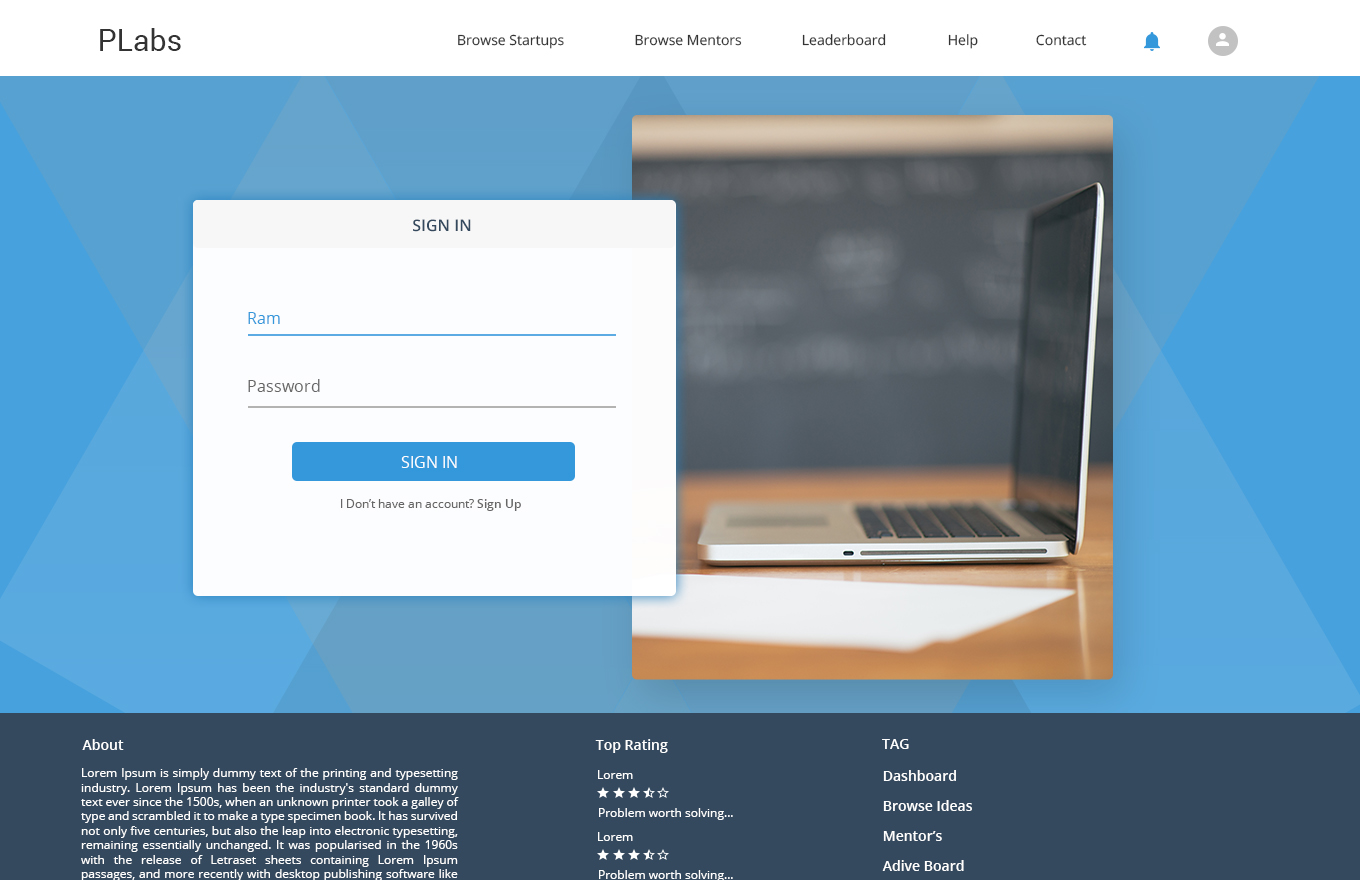 PLabs
Browse Startups
Browse Mentors
Leaderboard
Help
Contact
SIGN IN
Ram
Password
SIGN IN
I Don't have an account? Sign Up
About
Lorem Ipsum is simply dummy text of the printing and typesetting
industry. Lorem Ipsum has been the industry's standard dummy
text ever since the 1500s, when an unknown printer took a galley of
type and scrambled it to make a type specimen book. It has survived
not only five centuries, but also the leap into electronic typesetting,
remaining essentially unchanged. It was popularised in the 1960s
with the release of Letraset sheets containing Lorem Ipsum
passages, and more recently with desktop publishing software like
Top Rating
Lorem
Problem worth solving...
Lorem
Problem worth solving...
TAG
Dashboard
Browse Ideas
Mentor's
Adive Board